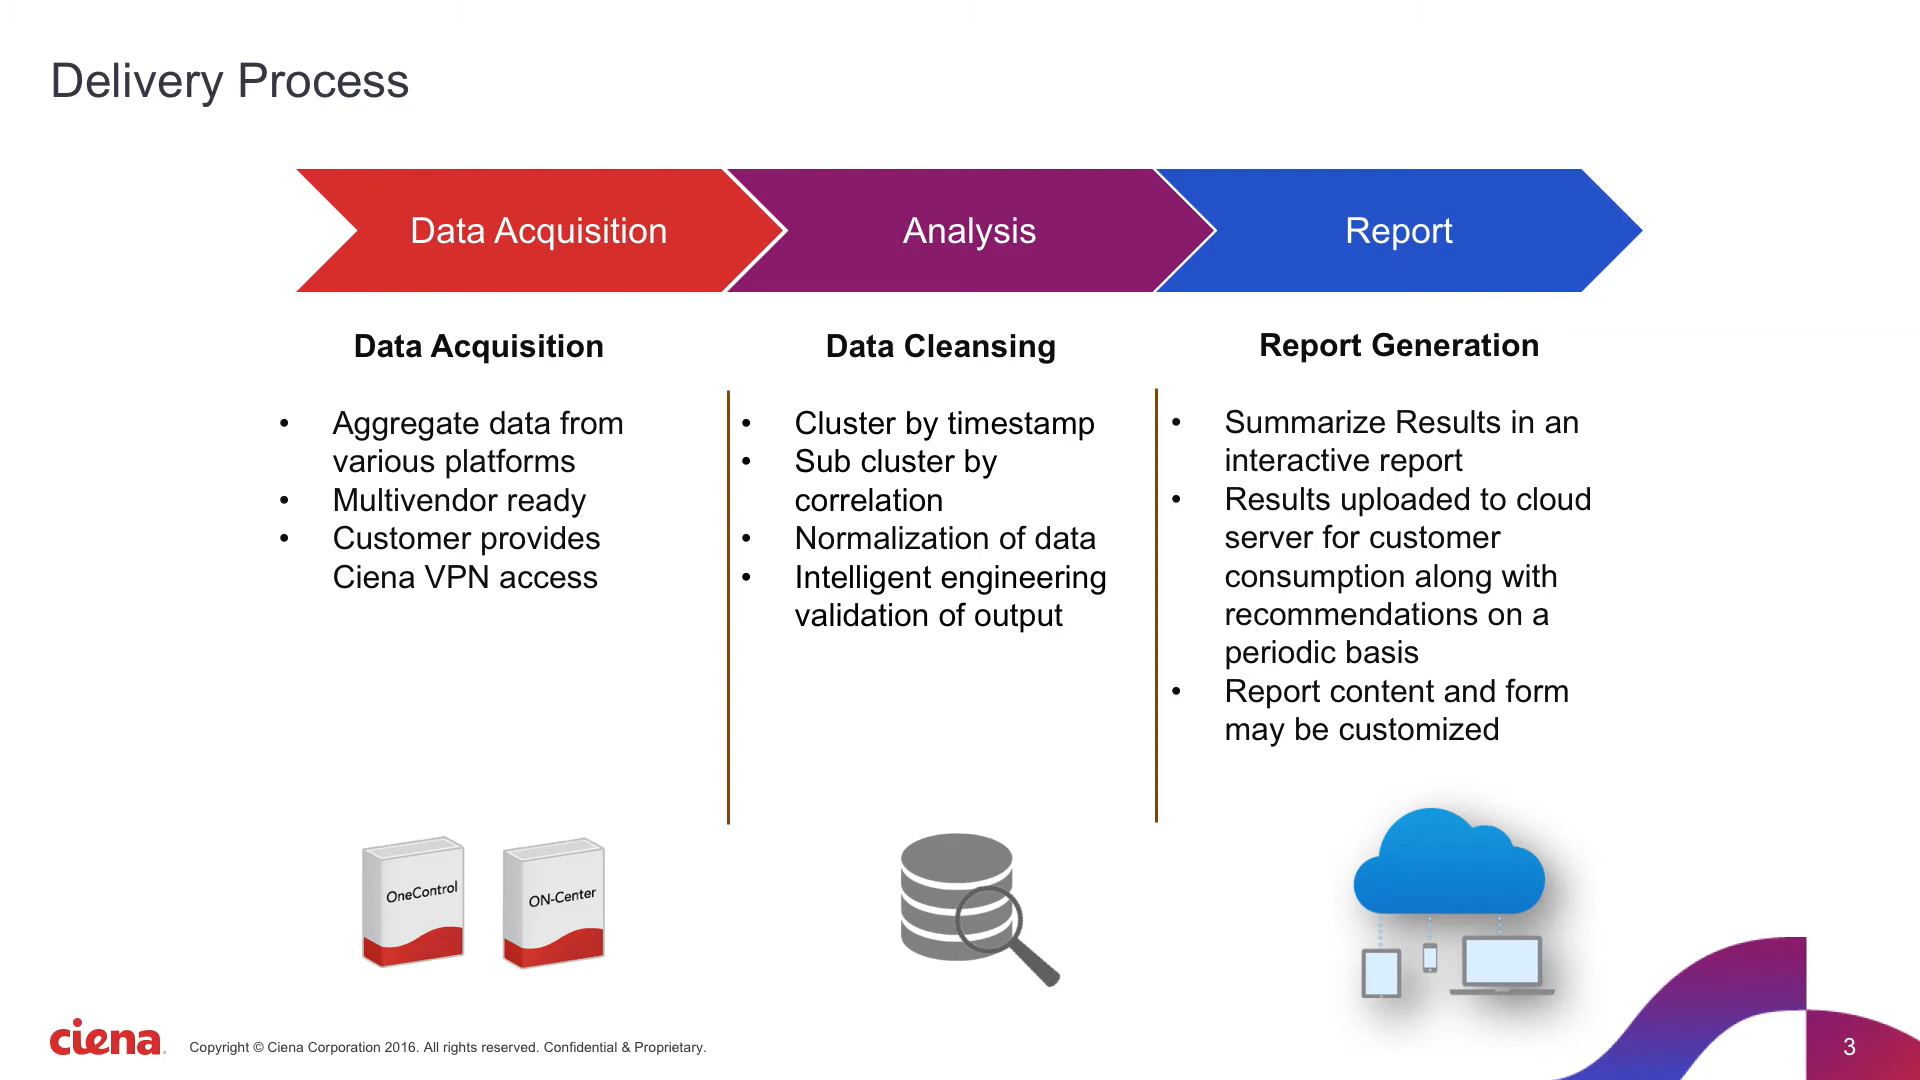 Delivery Process
Data Acquisition
Analysis
Report
Data Acquisition
• Aggregate data from
various platforms
• Multivendor ready
• Customer provides
Ciena VPN access
Data Cleansing
• Cluster by timestamp
• Sub cluster by
correlation
• Normalization of data
• Intelligent engineering
validation of output
Report Generation
• Summarize Results in an
interactive report
• Results uploaded to cloud
server for customer
consumption along with
recommendations on a
periodic basis
• Report content and form
may be customized
OneControl
ON-Center
ciena
Copyright © Ciena Corporation 2016. All rights reserved. Confidential & Proprietary.
3